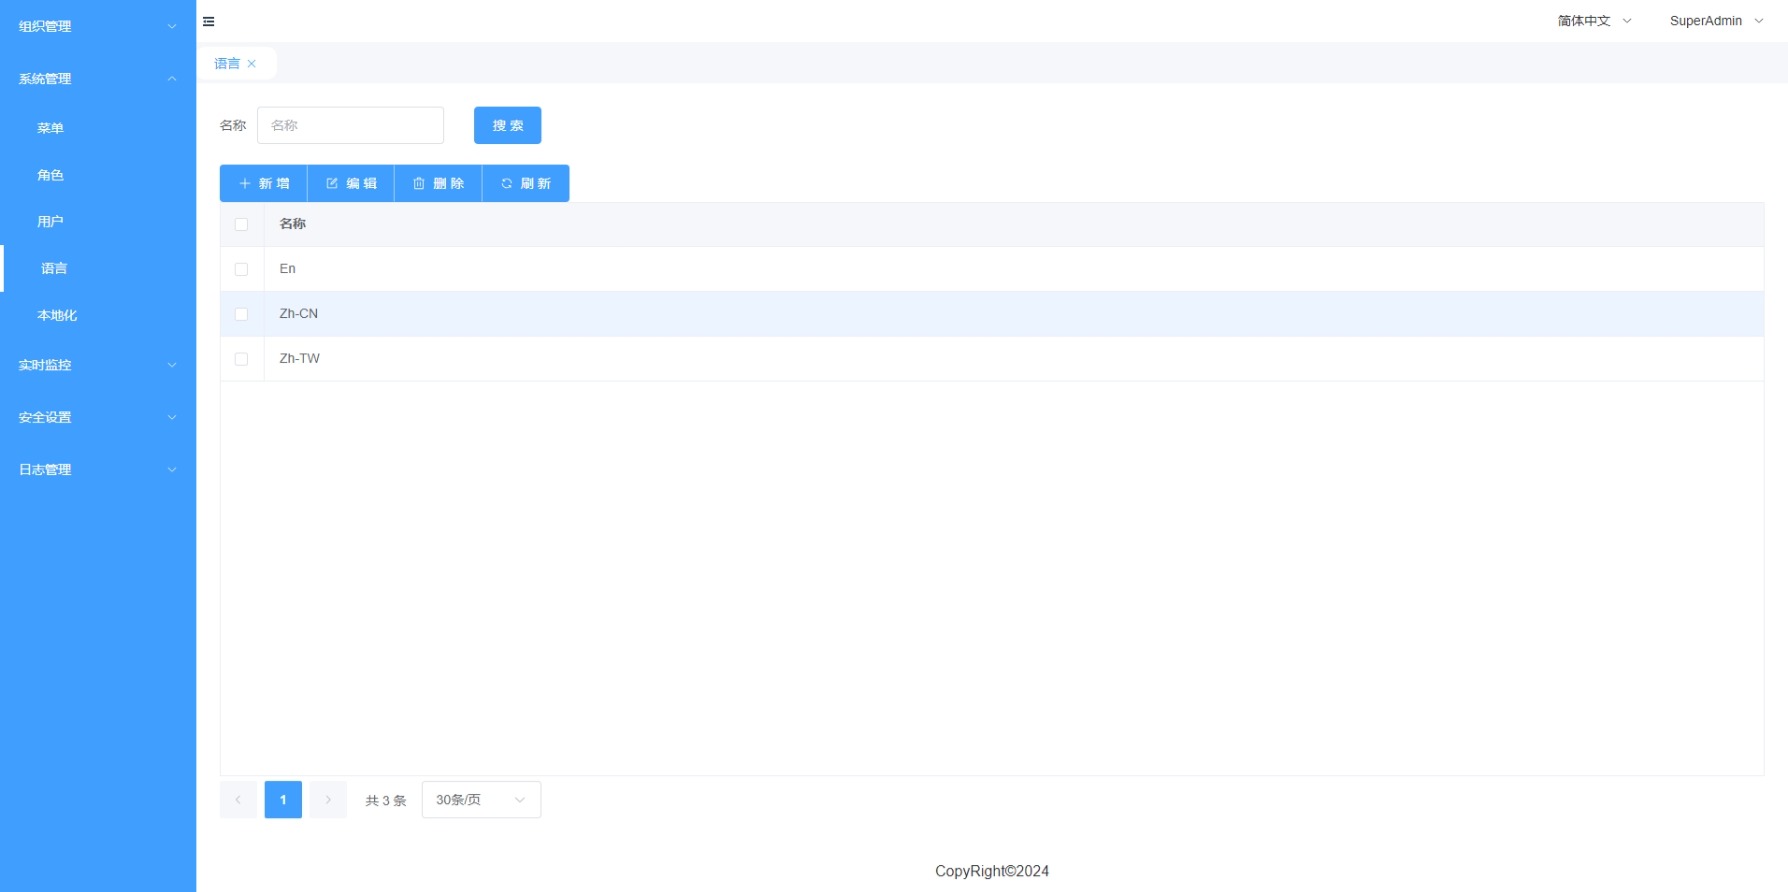 组织管理
系统管理
菜单
角色
用户
语言
本地化
实时监控
安全设置
日志管理
简体中文
SuperAdmin
语言
名称
名称
搜 索
新 增
编 辑
删 除
刷 新
名称
En
Zh-CN
Zh-TW
1
共 3 条
30条/页
CopyRight©2024